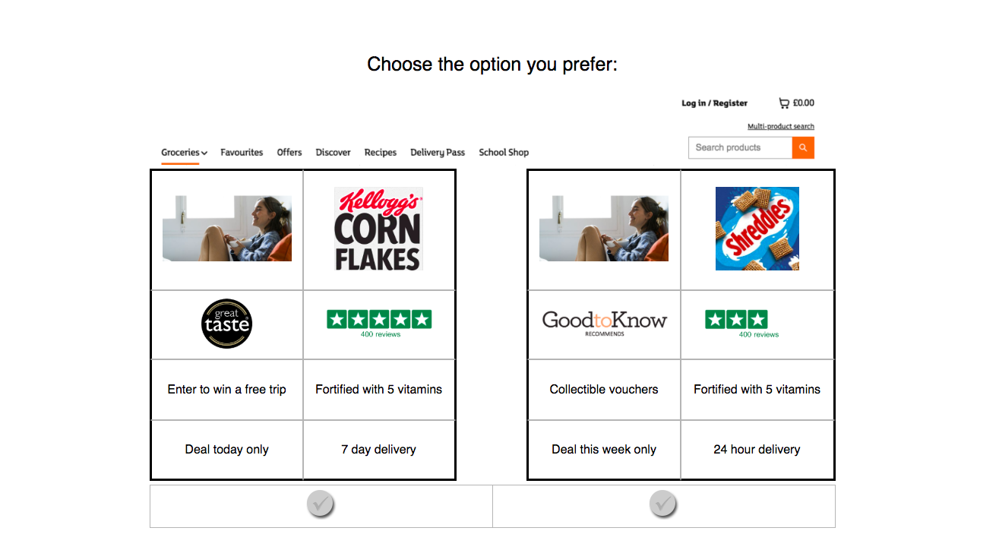 Choose the option you prefer:
Log in / Register £0.00
Multi-product search
Search products
Groceries Favourites Offers Discover Recipes Delivery Pass School Shop
Kellogg's
CORN
FLAKES
Shreddies
great
taste
400 reviews
GoodtoKnow
RECOMMENDS
400 reviews
Enter to win a free trip
Fortified with 5 vitamins
Collectible vouchers
Fortified with 5 vitamins
Deal today only
7 day delivery
Deal this week only
24 hour delivery